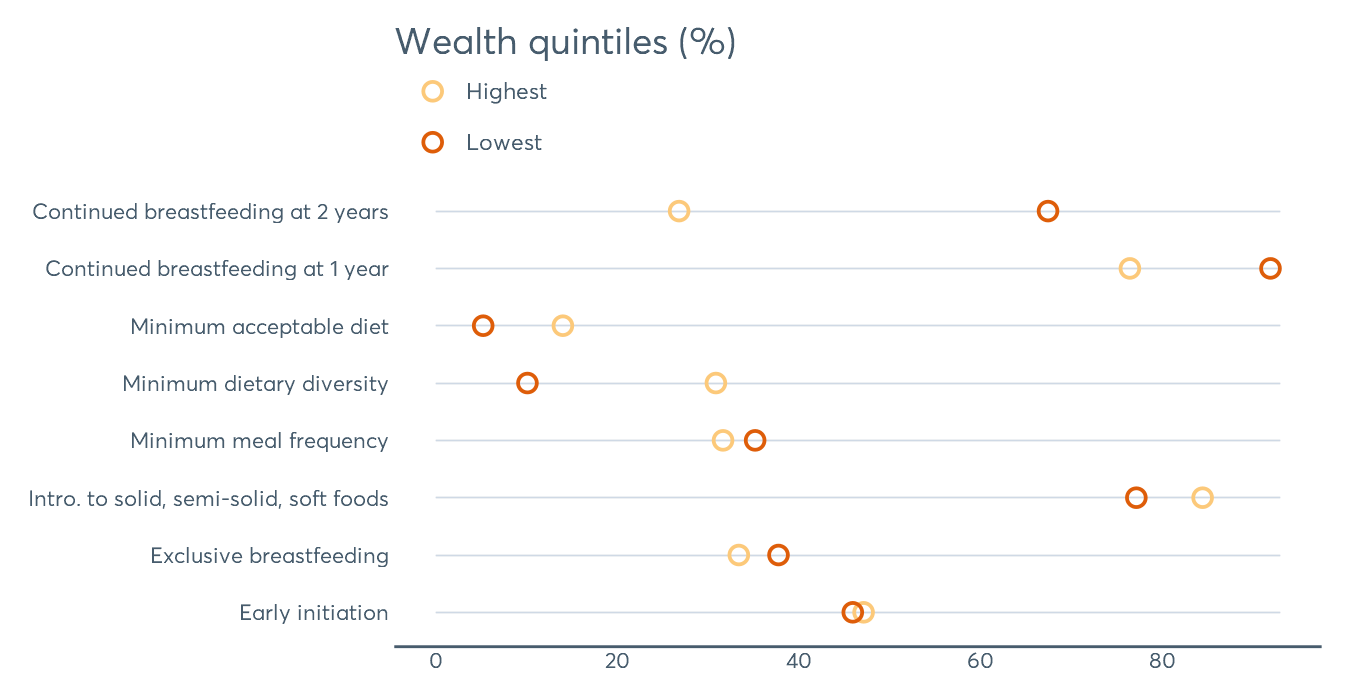 Wealth quintiles (%)
Highest
Lowest
Continued breastfeeding at 2 years
Continued breastfeeding at 1 year
Minimum acceptable diet
Minimum dietary diversity
Minimum meal frequency
Intro. to solid, semi-solid, soft foods
Exclusive breastfeeding
Early initiation
0 20 40 60 80